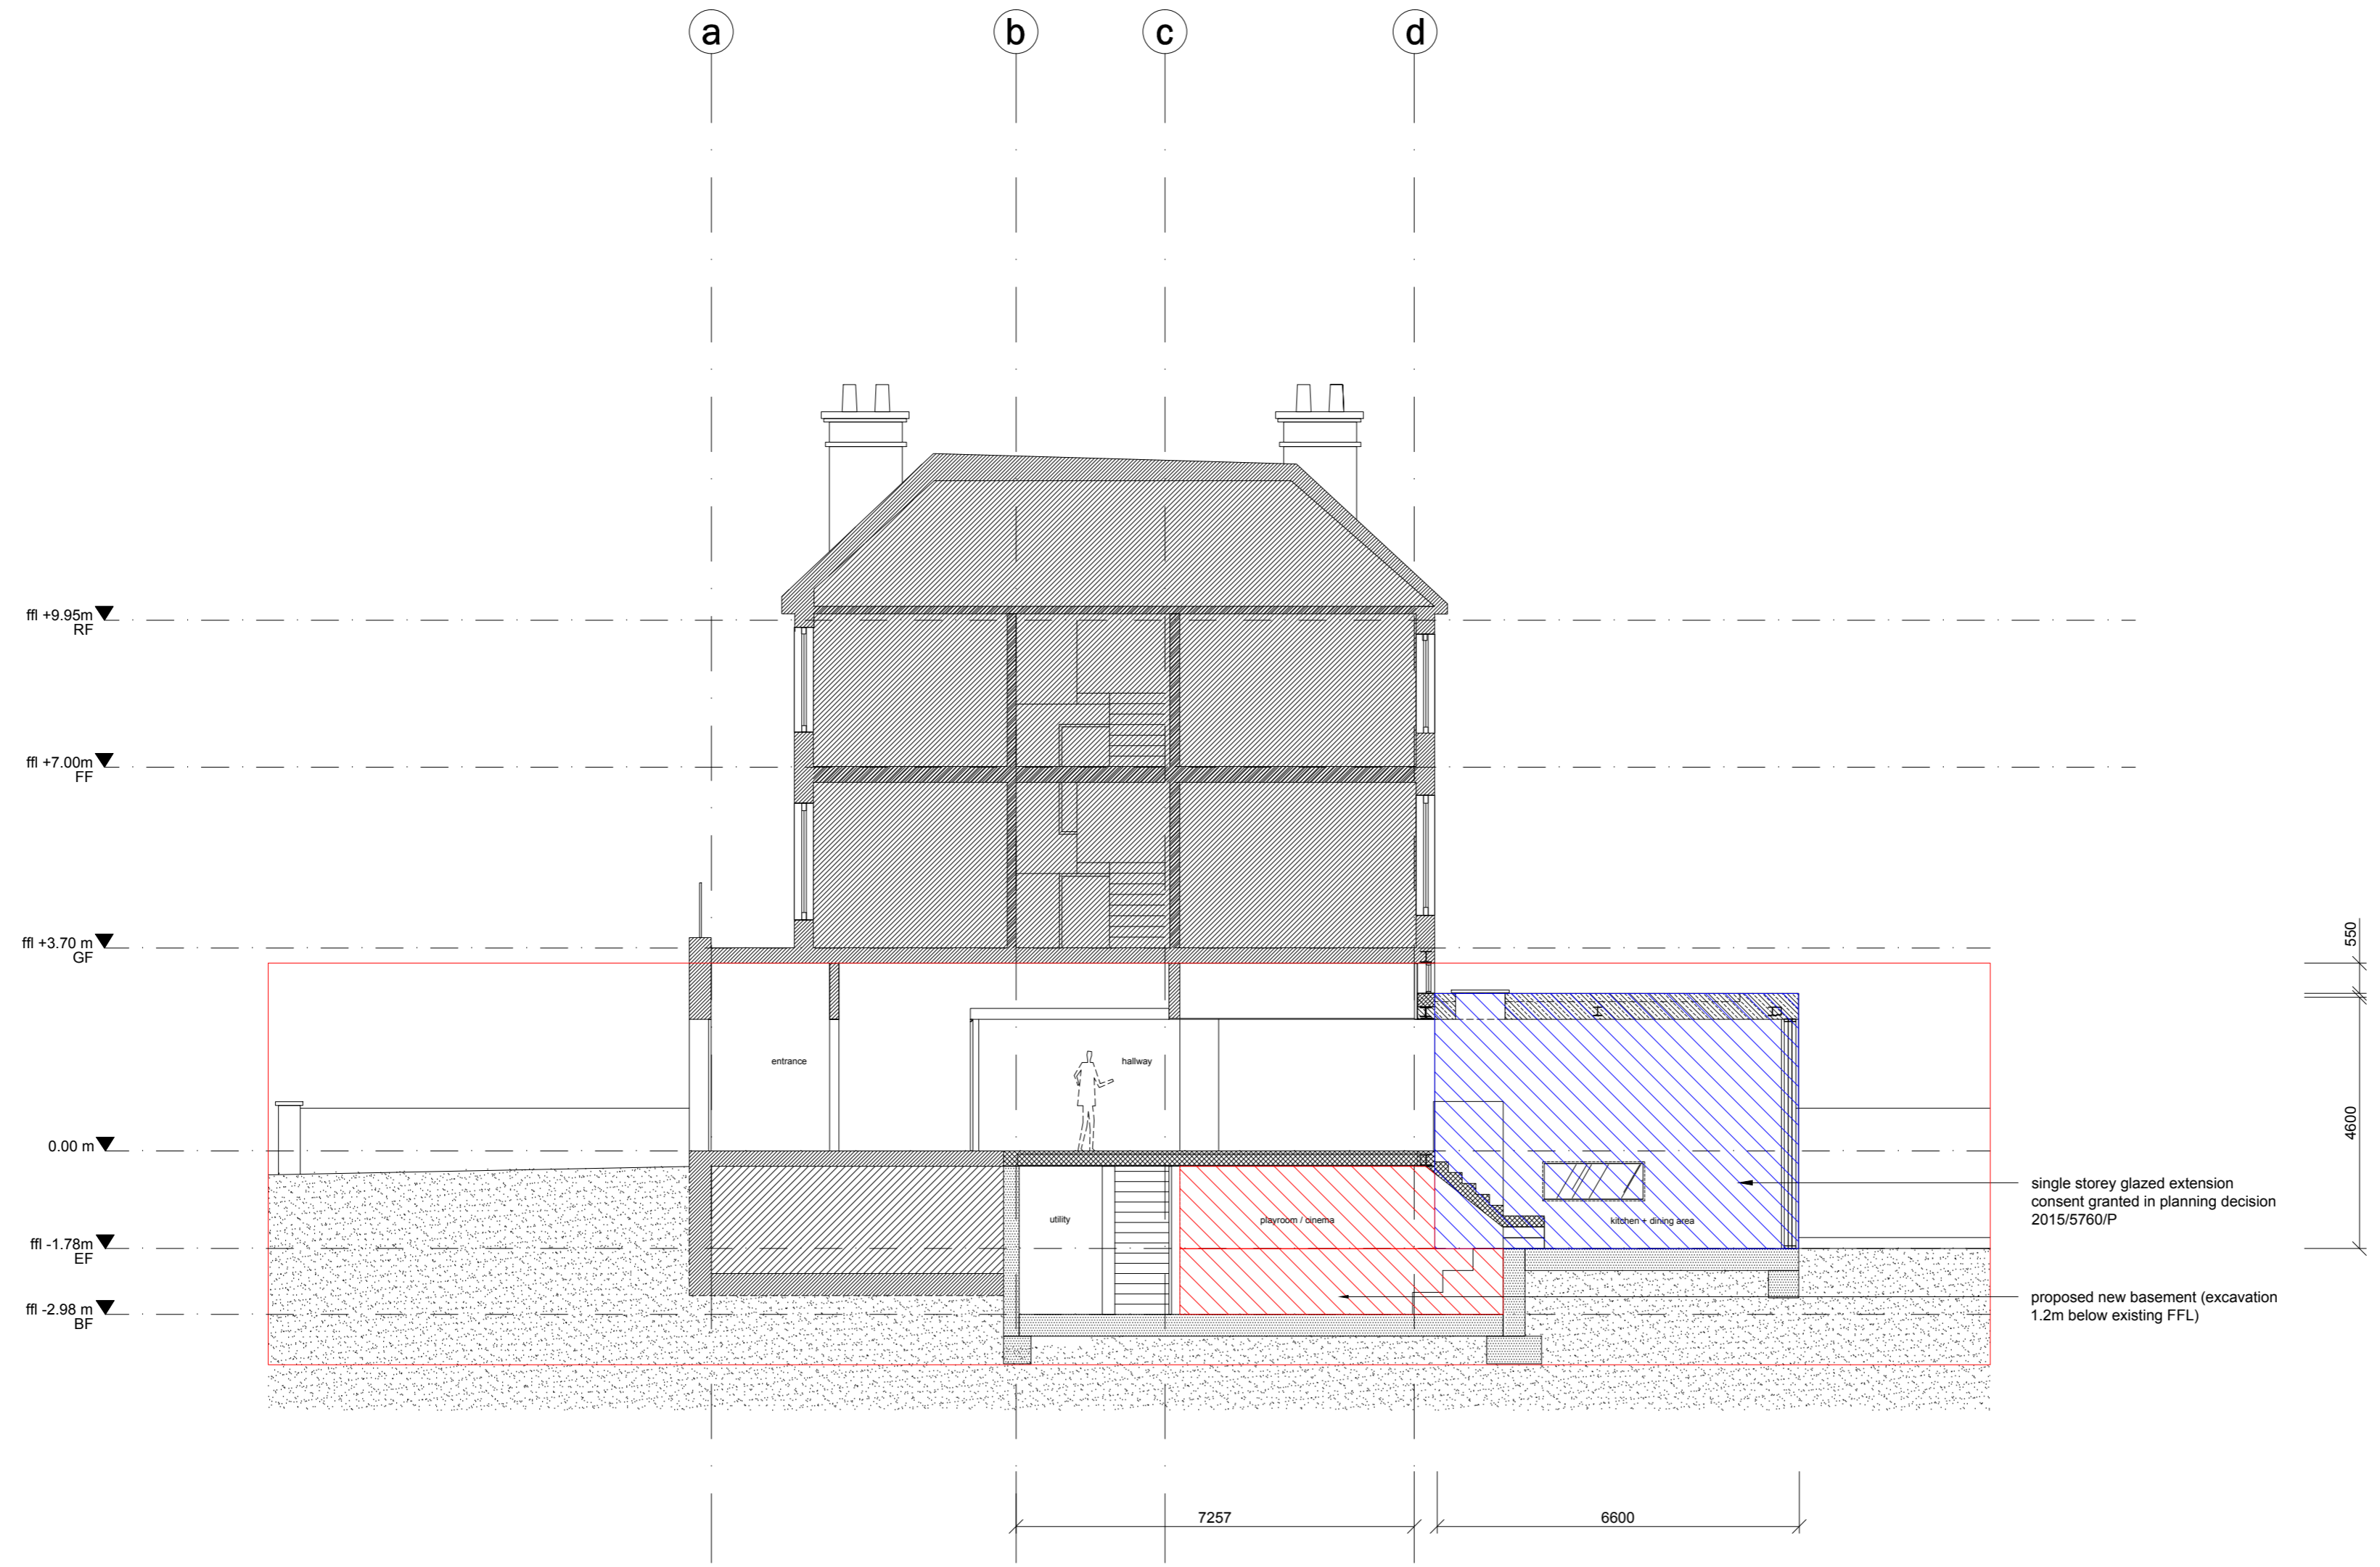 a
b
c
d
ffl +9.95m
RF
ffl +7.00m
FF
ffl +3.70 m
GF
550
entrance
hallway
4600
0.00 m
single storey glazed extension
consent granted in planning decision
2015/5760/P
utility
playroom / cinema
kitchen + dining area
ffl -1.78m
EF
proposed new basement (excavation
1.2m below existing FFL)
ffl -2.98 m
BF
7257
6600